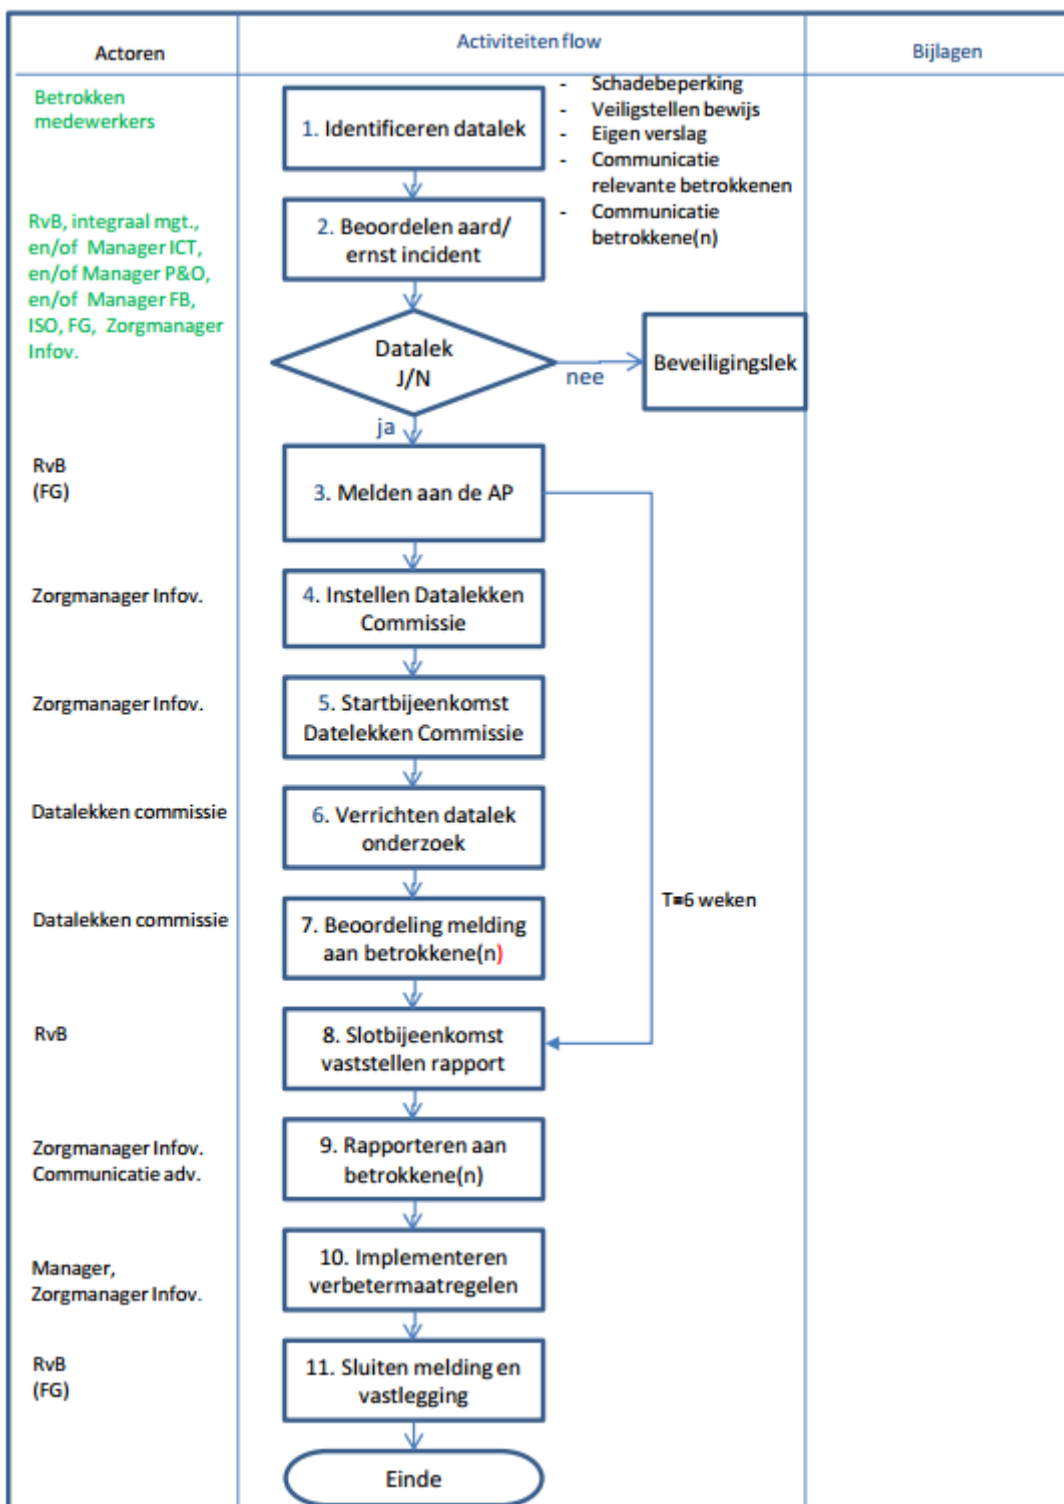 Actoren
Activiteiten flow
Bijlagen
Betrokken
medewerkers
1. Identificeren datalek
- Schadebeperking
- Veiligstellen bewijs
- Eigen verslag
- Communicatie
relevante betrokkenen
- Communicatie
betrokkene(n)
RvB, integraal mgt.,
en/of Manager ICT,
en/of Manager P&O,
en/of Manager FB,
ISO, FG, Zorgmanager
Infov.
2. Beoordelen aard/
ernst incident
Datalek
J/N
nee
Beveiligingslek
ja
RvB
(FG)
3. Melden aan de AP
Zorgmanager Infov.
4. Instellen Datalekken
Commissie
Zorgmanager Infov.
5. Startbijeenkomst
Datelekken Commissie
Datalekken commissie
6. Verrichten datalek
onderzoek
T=6 weken
Datalekken commissie
7. Beoordeling melding
aan betrokkene(n)
RvB
8. Slotbijeenkomst
vaststellen rapport
Zorgmanager Infov.
Communicatie adv.
9. Rapporteren aan
betrokkene(n)
Manager,
Zorgmanager Infov.
10. Implementeren
verbetermaatregelen
RvB
(FG)
11. Sluiten melding en
vastlegging
Einde